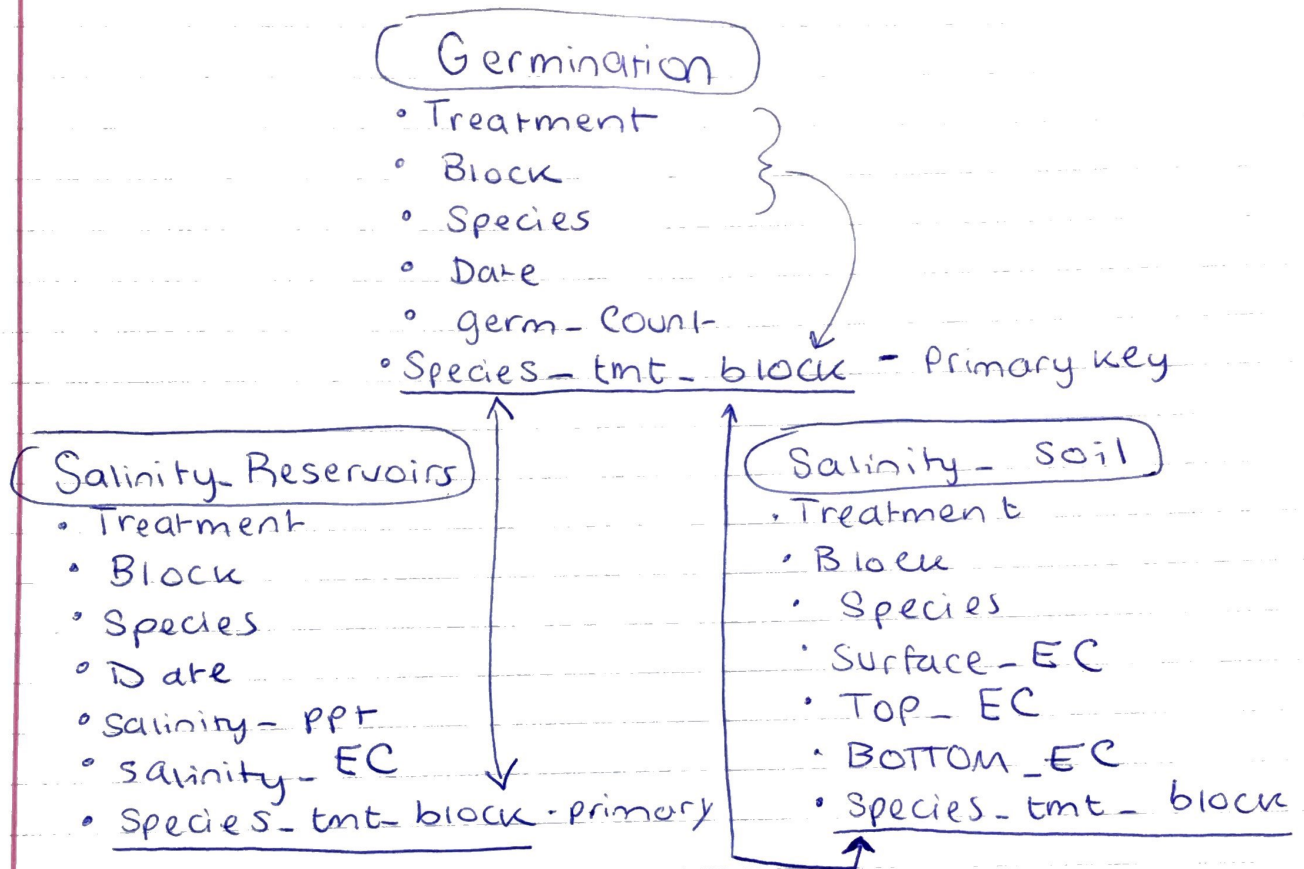 Germination
• Treatment
• Block
• Species
• Date
• germ_Count
• Species_tmt_block - Primary key
Salinity_Reservoirs
• Treatment
• Block
• Species
• Date
• Salinity_ppt
• Salinity_EC
• Species_tmt_block - primary
Salinity_Soil
• Treatment
• Block
• Species
• Surface_EC
• Top_EC
• BOTTOM_EC
• Species_tmt_block